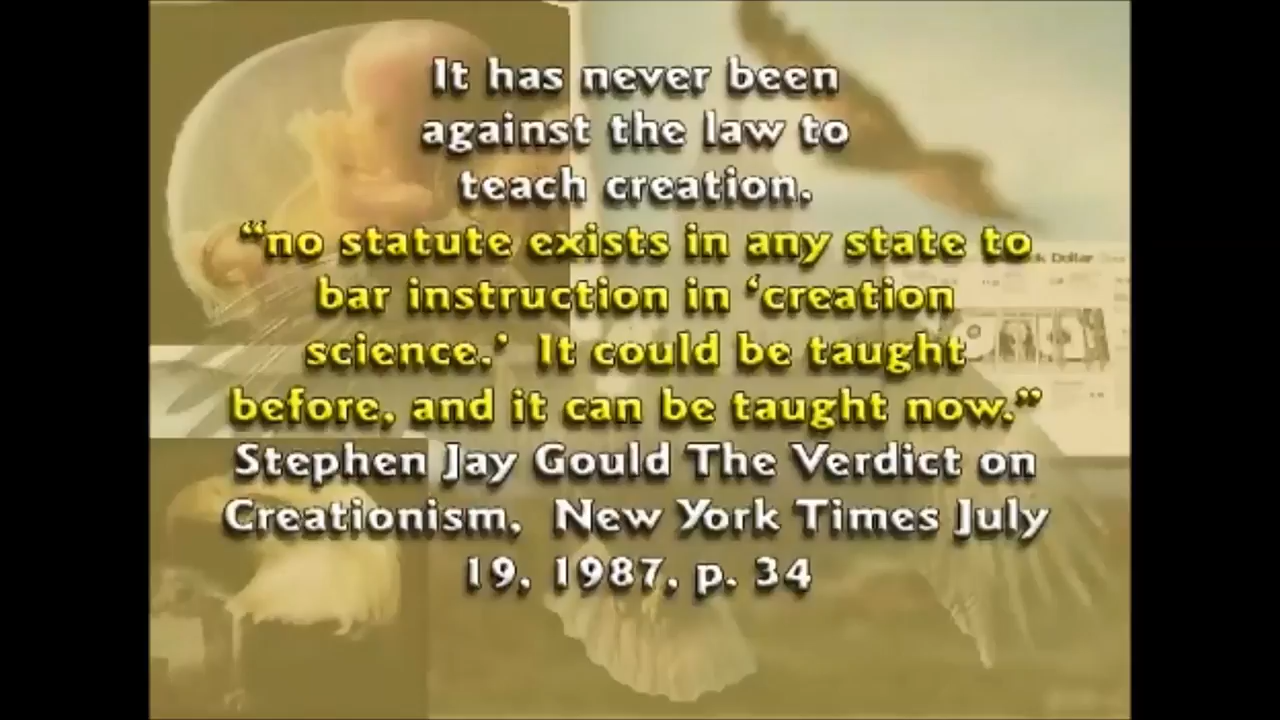 It has never been
against the law to
teach creation.
“no statute exists in any state to
bar instruction in ‘creation
science.’ It could be taught
before, and it can be taught now.”
Stephen Jay Gould The Verdict on
Creationism, New York Times July
19, 1987, p. 34
Dollar